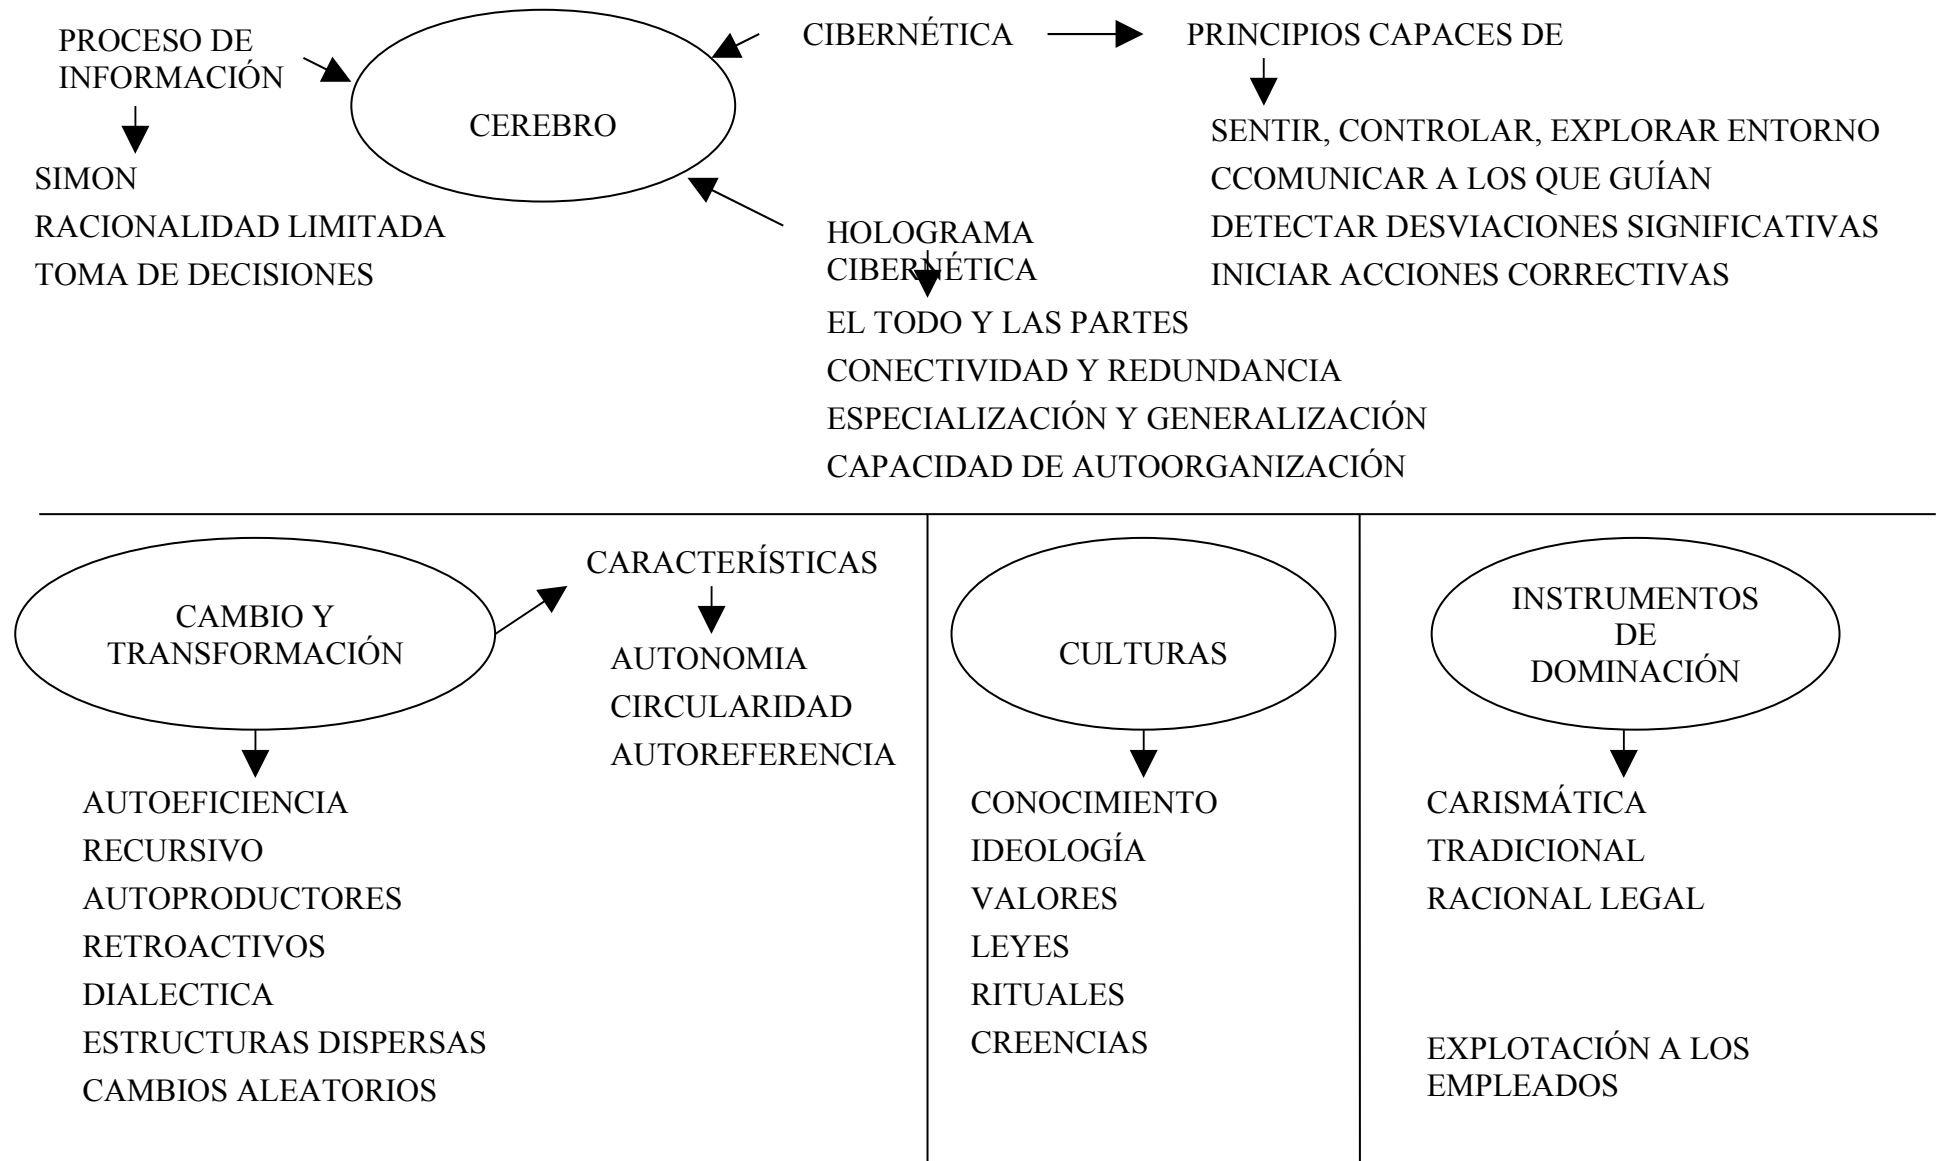 PROCESO DE
INFORMACIÓN
SIMON
RACIONALIDAD LIMITADA
TOMA DE DECISIONES
CEREBRO
CIBERNÉTICA
PRINCIPIOS CAPACES DE
SENTIR, CONTROLAR, EXPLORAR ENTORNO
CCOMUNICAR A LOS QUE GUÍAN
DETECTAR DESVIACIONES SIGNIFICATIVAS
INICIAR ACCIONES CORRECTIVAS
HOLOGRAMA
CIBERNÉTICA
EL TODO Y LAS PARTES
CONECTIVIDAD Y REDUNDANCIA
ESPECIALIZACIÓN Y GENERALIZACIÓN
CAPACIDAD DE AUTOORGANIZACIÓN
CAMBIO Y
TRANSFORMACIÓN
CARACTERÍSTICAS
AUTONOMIA
CIRCULARIDAD
AUTOREFERENCIA
AUTOEFICIENCIA
RECURSIVO
AUTOPRODUCTORES
RETROACTIVOS
DIALECTICA
ESTRUCTURAS DISPERSAS
CAMBIOS ALEATORIOS
CULTURAS
CONOCIMIENTO
IDEOLOGÍA
VALORES
LEYES
RITUALES
CREENCIAS
INSTRUMENTOS
DE
DOMINACIÓN
CARISMÁTICA
TRADICIONAL
RACIONAL LEGAL
EXPLOTACIÓN A LOS
EMPLEADOS